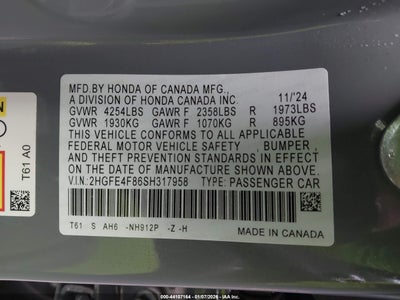 MFD. BY HONDA OF CANADA MFG.,
A DIVISION OF HONDA CANADA INC 11/'24
GVWR 4254LBS GAWR F 2358LBS R 1973LBS
GVWR 1930KG GAWR F 1070KG R 895KG
THIS VEHICLE CONFORMS TO ALL APPLICABLE
FEDERAL MOTOR VEHICLE SAFETY , BUMPER ,
AND THEFT PREVENTION STANDARDS IN EFFECT
ON THE DATE OF MANUFACTURE SHOWN ABOVE.
V.I.N: 2HGFE4F86SH317958 TYPE: PASSENGER CAR
T61 S AH6 -NH912P -Z -H
MADE IN CANADA
T61 A0
000-44107164 - 01/07/2026 -